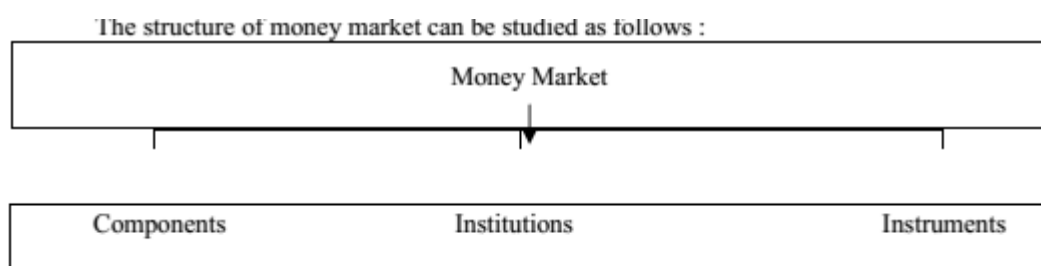 The structure of money market can be studied as follows :
Money Market
Components Institutions Instruments